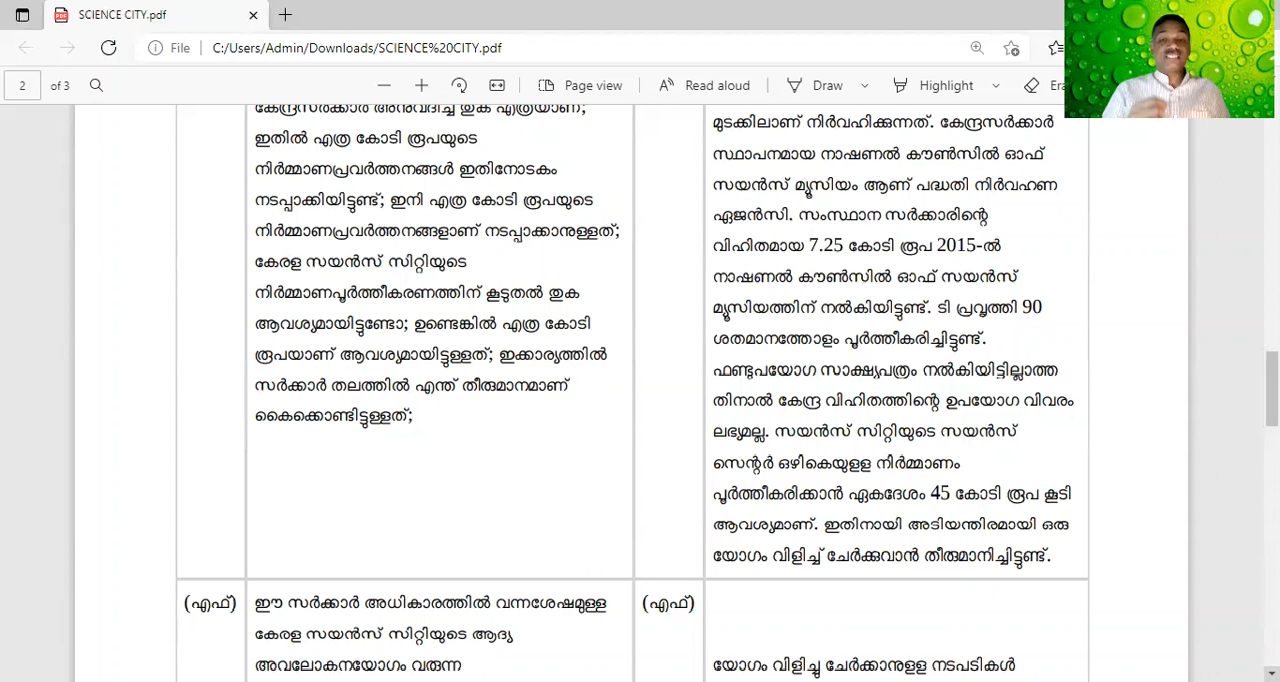 SCIENCE CITY.pdf
File
C:/Users/Admin/Downloads/SCIENCE%20CITY.pdf
2 of 3
Page view
Read aloud
Draw
Highlight
കേന്ദ്രസർക്കാർ അനുവദിച്ച തുക എത്രയാണ്;
ഇതിൽ എത്ര കോടി രൂപയുടെ
നിർമ്മാണപ്രവർത്തനങ്ങൾ ഇതിനോടകം
നടപ്പാക്കിയിട്ടുണ്ട്; ഇനി എത്ര കോടി രൂപയുടെ
നിർമ്മാണപ്രവർത്തനങ്ങളാണ് നടപ്പാക്കാനുള്ളത്;
കേരള സയൻസ് സിറ്റിയുടെ
നിർമ്മാണപൂർത്തീകരണത്തിന് കൂടുതൽ തുക
ആവശ്യമായിട്ടുണ്ടോ; ഉണ്ടെങ്കിൽ എത്ര കോടി
രൂപയാണ് ആവശ്യമായിട്ടുള്ളത്; ഇക്കാര്യത്തിൽ
സർക്കാർ തലത്തിൽ എന്ത് തീരുമാനമാണ്
കൈക്കൊണ്ടിട്ടുള്ളത്;
മുടക്കിലാണ് നിർവഹിക്കുന്നത്. കേന്ദ്രസർക്കാർ
സ്ഥാപനമായ നാഷണൽ കൗൺസിൽ ഓഫ്
സയൻസ് മ്യൂസിയം ആണ് പദ്ധതി നിർവഹണ
ഏജൻസി. സംസ്ഥാന സർക്കാരിന്റെ
വിഹിതമായ 7.25 കോടി രൂപ 2015-ൽ
നാഷണൽ കൗൺസിൽ ഓഫ് സയൻസ്
മ്യൂസിയത്തിന് നൽകിയിട്ടുണ്ട്. ടി പ്രവൃത്തി 90
ശതമാനത്തോളം പൂർത്തീകരിച്ചിട്ടുണ്ട്.
ഫണ്ടുപയോഗ സാക്ഷ്യപത്രം നൽകിയിട്ടില്ലാത്ത
തിനാൽ കേന്ദ്ര വിഹിതത്തിന്റെ ഉപയോഗ വിവരം
ലഭ്യമല്ല. സയൻസ് സിറ്റിയുടെ സയൻസ്
സെന്റർ ഒഴികെയുളള നിർമ്മാണം
പൂർത്തീകരിക്കാൻ ഏകദേശം 45 കോടി രൂപ കൂടി
ആവശ്യമാണ്. ഇതിനായി അടിയന്തിരമായി ഒരു
യോഗം വിളിച്ച് ചേർക്കുവാൻ തീരുമാനിച്ചിട്ടുണ്ട്.
(എഫ്)
ഈ സർക്കാർ അധികാരത്തിൽ വന്നശേഷമുള്ള
കേരള സയൻസ് സിറ്റിയുടെ ആദ്യ
അവലോകനയോഗം വരുന്ന
(എഫ്)
യോഗം വിളിച്ചു ചേർക്കാനുളള നടപടികൾ